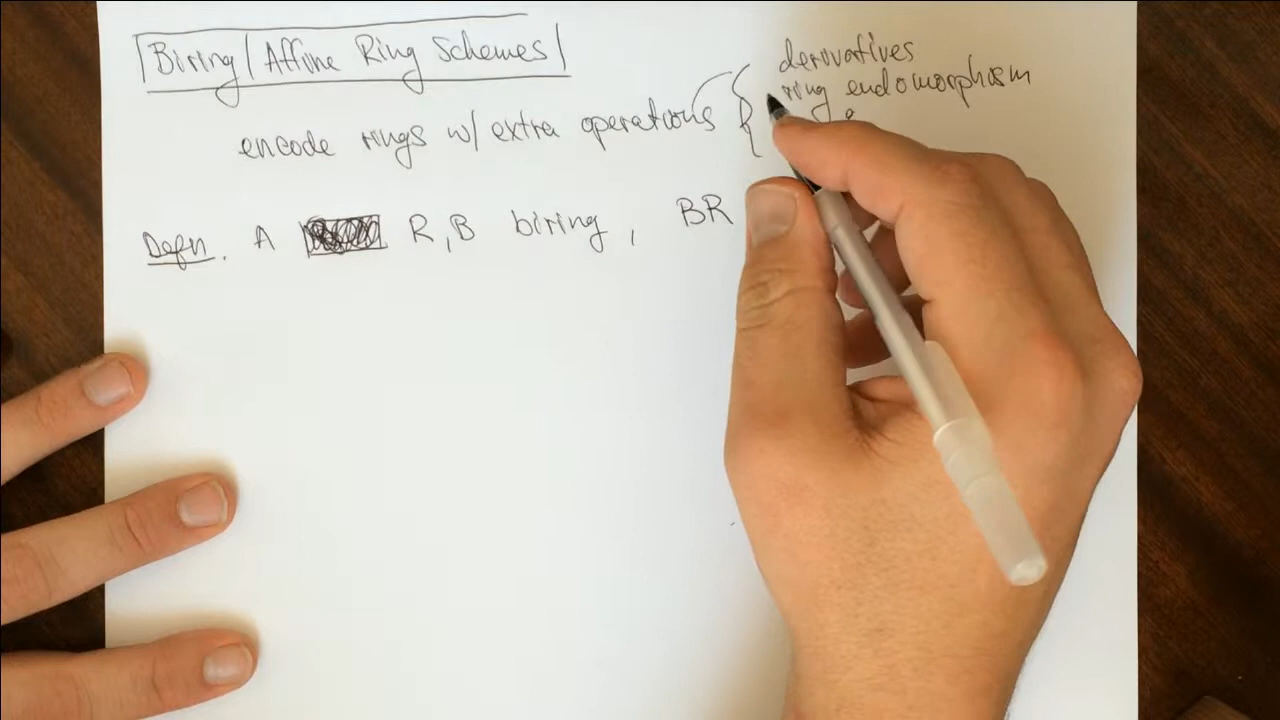 Biring/Affine Ring Schemes
derivatives
ring endomorphism
encode rings w/ extra operations
Defn. A R,B biring, BR